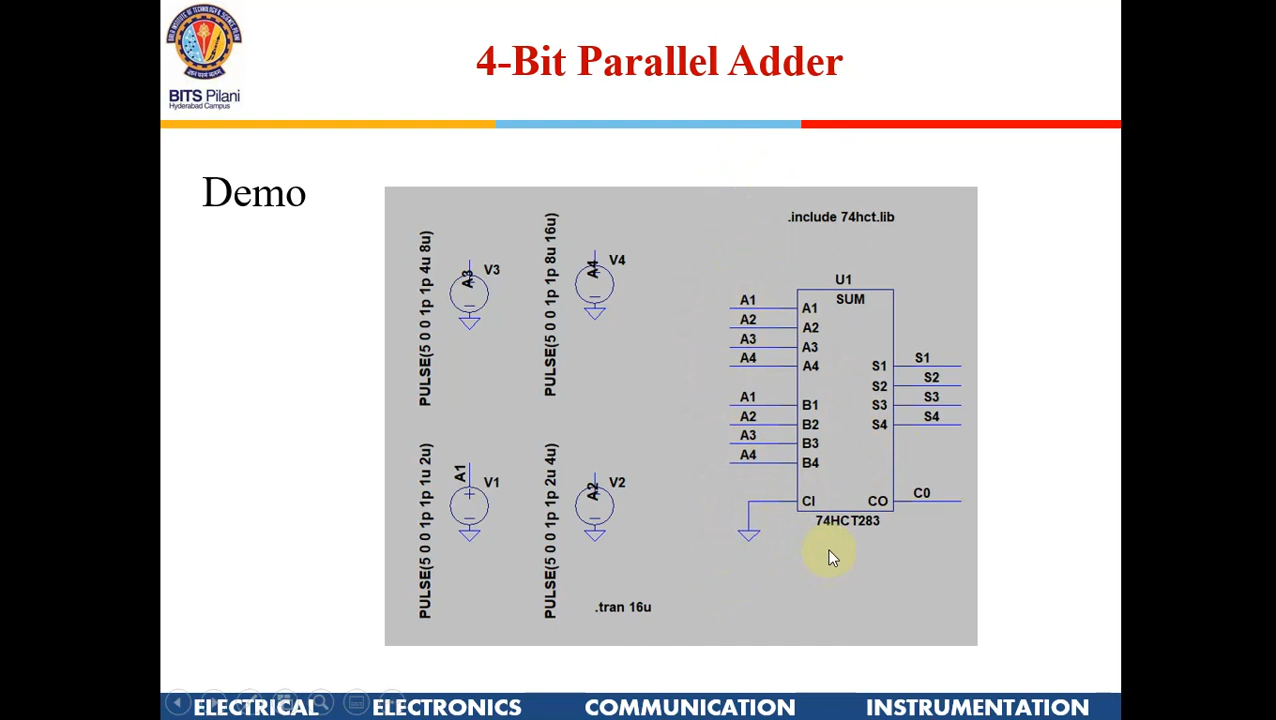 BITS Pilani
Hyderabad Campus
4-Bit Parallel Adder
Demo
.include 74hct.lib
PULSE(5 0 0 1p 1p 4u 8u)
A3
V3
PULSE(5 0 0 1p 1p 8u 16u)
A4
V4
PULSE(5 0 0 1p 1p 1u 2u)
A1
V1
PULSE(5 0 0 1p 1p 2u 4u)
A2
V2
.tran 16u
U1
SUM
A1 A1
A2 A2
A3 A3
A4 A4 S1 S1
S2 S2
A1 B1 S3 S3
A2 B2 S4 S4
A3 B3
A4 B4
CI CO C0
74HCT283
ELECTRICAL ELECTRONICS COMMUNICATION INSTRUMENTATION